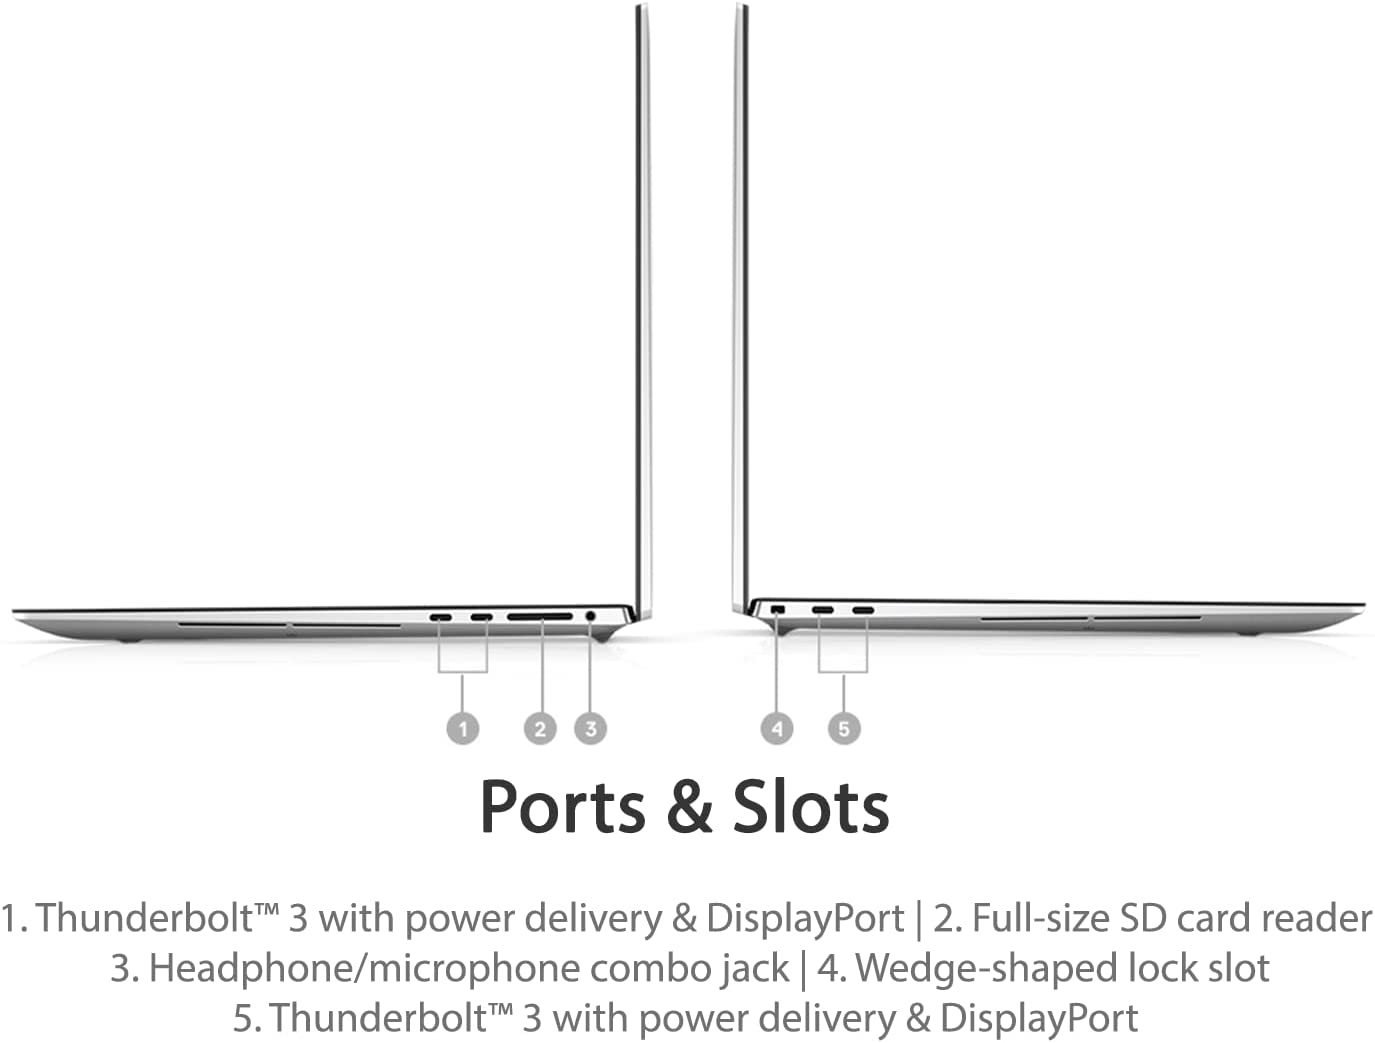 1 2 3 4 5
Ports & Slots
1. Thunderbolt™ 3 with power delivery & DisplayPort | 2. Full-size SD card reader
3. Headphone/microphone combo jack | 4. Wedge-shaped lock slot
5. Thunderbolt™ 3 with power delivery & DisplayPort